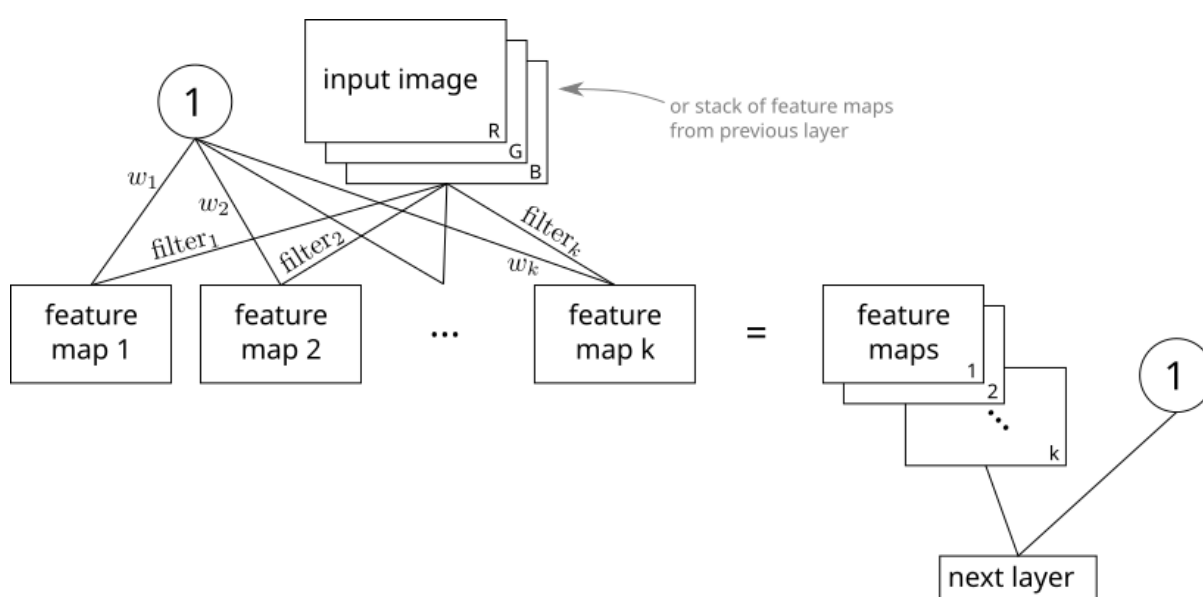 input image
R
G
B
1
or stack of feature maps
from previous layer
w₁
w₂
filter₁
filter₂
filterₖ
wₖ
feature
map 1
feature
map 2
...
feature
map k
=
feature
maps
1
2
⋱
k
1
next layer